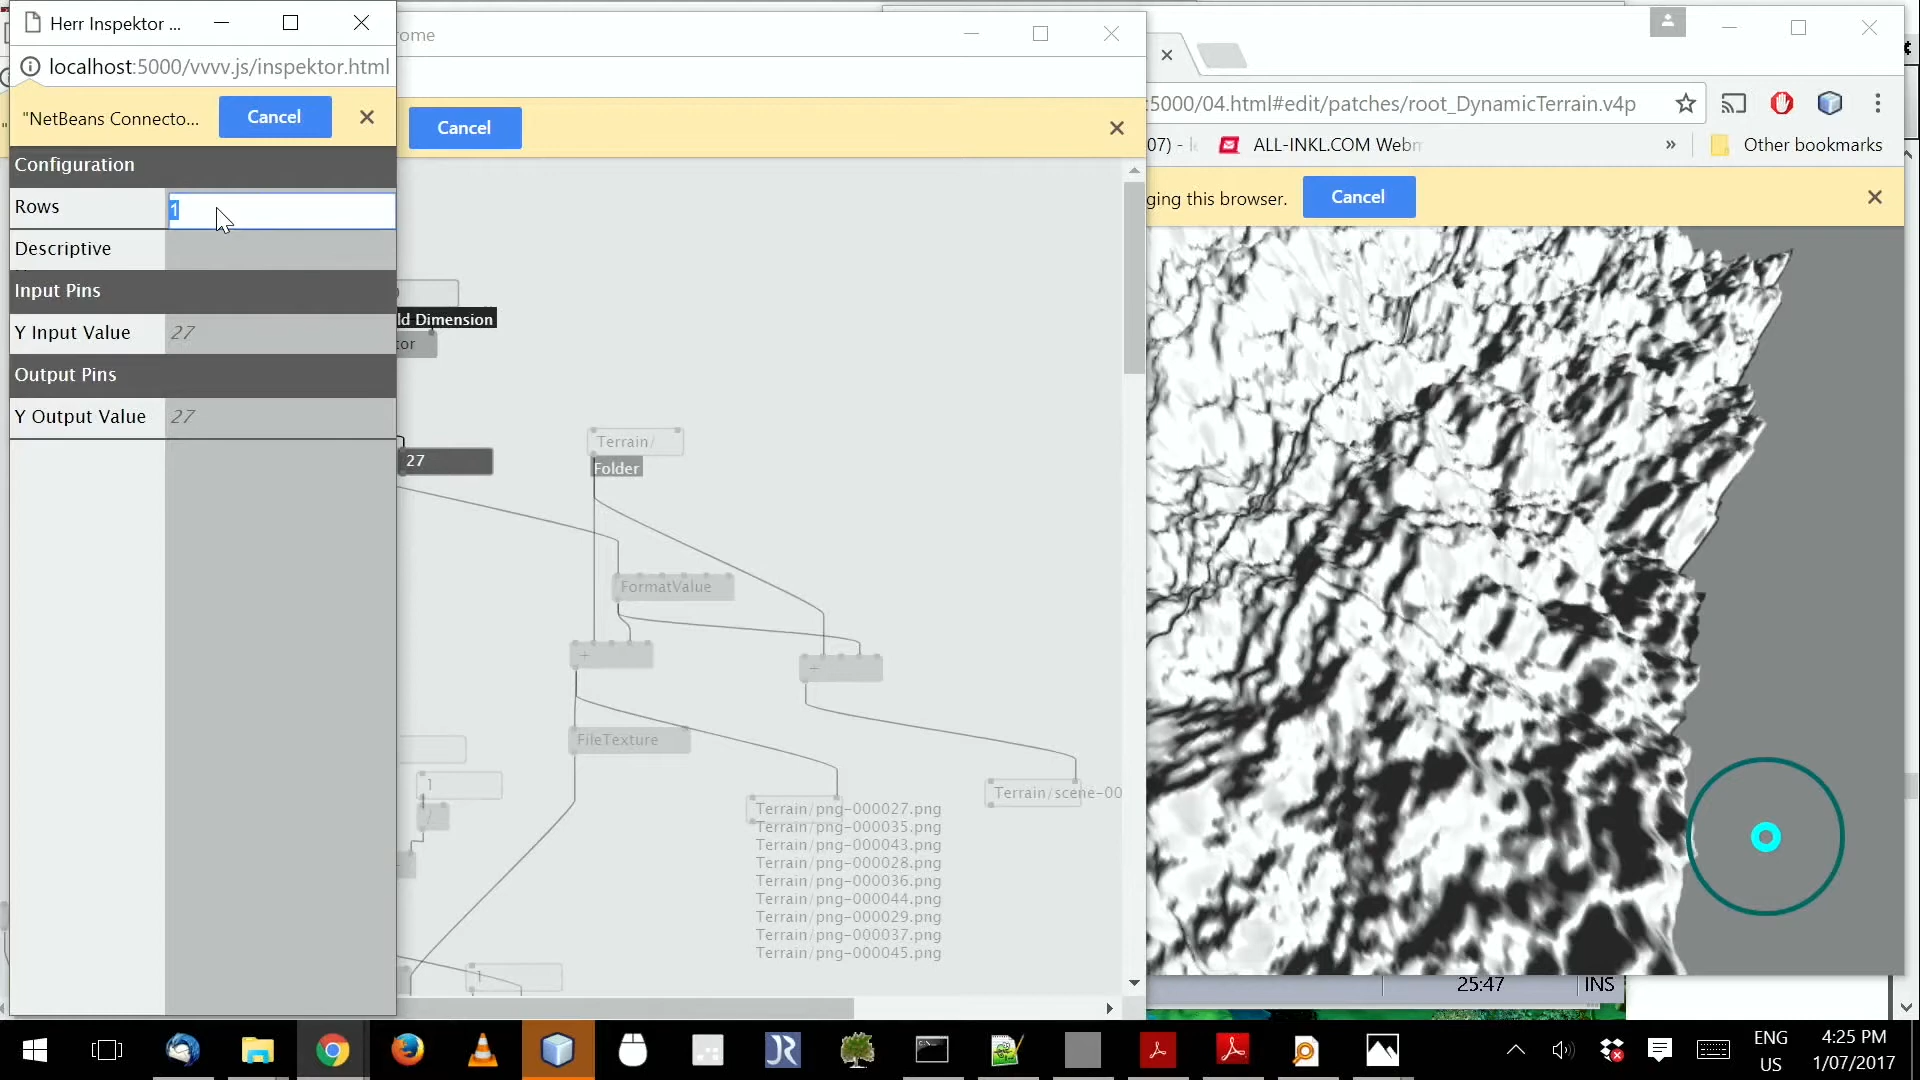 Herr Inspektor ...
localhost:5000/vvvv.js/inspektor.html
"NetBeans Connecto...
Cancel
Configuration
Rows
1
Descriptive
Input Pins
Y Input Value
27
Output Pins
Y Output Value
27
ome
Cancel
ld Dimension
tor
27
Terrain/
Folder
FormatValue
+
+
FileTexture
1
1
Terrain/png-000027.png
Terrain/png-000035.png
Terrain/png-000043.png
Terrain/png-000028.png
Terrain/png-000036.png
Terrain/png-000044.png
Terrain/png-000029.png
Terrain/png-000037.png
Terrain/png-000045.png
Terrain/scene-00
:5000/04.html#edit/patches/root_DynamicTerrain.v4p
07) - le
ALL-INKL.COM Webm
»
Other bookmarks
ging this browser.
Cancel
25:47
INS
ENG
US
4:25 PM
1/07/2017